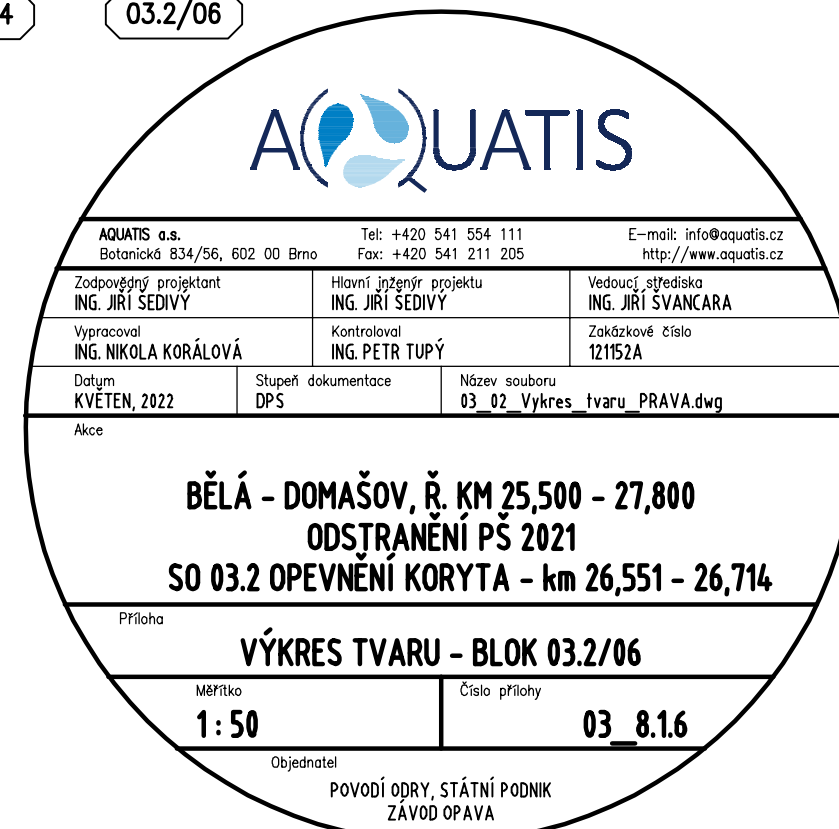 4 03.2/06
AQUATIS
AQUATIS a.s. Tel: +420 541 554 111 E-mail: info@aquatis.cz
Botanická 834/56, 602 00 Brno Fax: +420 541 211 205 http://www.aquatis.cz
Zodpovědný projektant Hlavní inženýr projektu Vedoucí střediska
ING. JIŘÍ ŠEDIVÝ ING. JIŘÍ ŠEDIVÝ ING. JIŘÍ ŠVANCARA
Vypracoval Kontroloval Zakázkové číslo
ING. NIKOLA KORÁLOVÁ ING. PETR TUPÝ 121152A
Datum Stupeň dokumentace Název souboru
KVĚTEN, 2022 DPS 03_02_Vykres_tvaru_PRAVA.dwg
Akce
BĚLÁ - DOMAŠOV, Ř. KM 25,500 - 27,800
ODSTRANĚNÍ PŠ 2021
SO 03.2 OPEVNĚNÍ KORYTA - km 26,551 - 26,714
Příloha
VÝKRES TVARU - BLOK 03.2/06
Měřítko Číslo přílohy
1:50 03_8.1.6
Objednatel
POVODÍ ODRY, STÁTNÍ PODNIK
ZÁVOD OPAVA